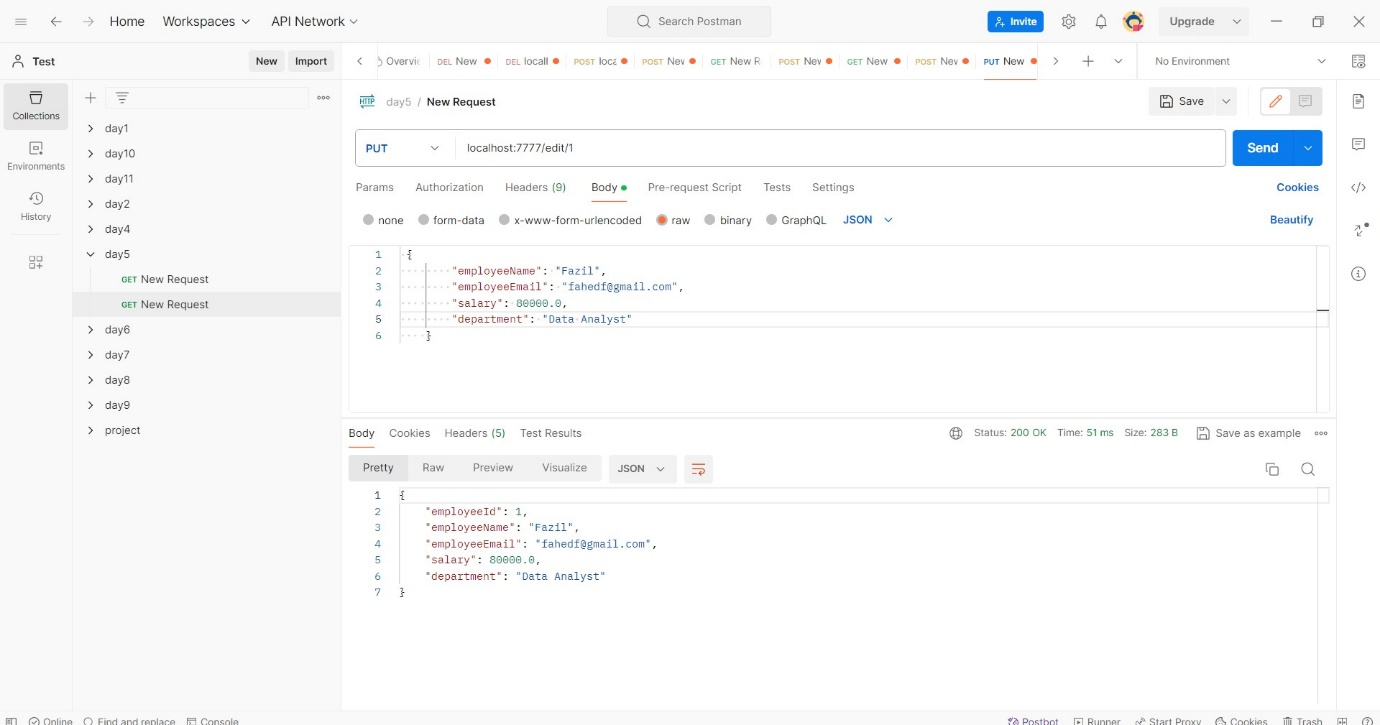 Home Workspaces API Network Search Postman Invite Upgrade
Test New Import Overvie DEL New DEL locall POST loca POST Nev GET New R POST Nev GET New POST Nev PUT New No Environment
HTTP day5 / New Request Save
Collections
Environments
History
day1
day10
day11
day2
day4
day5
GET New Request
GET New Request
day6
day7
day8
day9
project
PUT localhost:7777/edit/1 Send
Params Authorization Headers (9) Body Pre-request Script Tests Settings Cookies
none form-data x-www-form-urlencoded raw binary GraphQL JSON Beautify
1 {
2 "employeeName": "Fazil",
3 "employeeEmail": "fahedf@gmail.com",
4 "salary": 80000.0,
5 "department": "Data Analyst"
6 }
Body Cookies Headers (5) Test Results Status: 200 OK Time: 51 ms Size: 283 B Save as example
Pretty Raw Preview Visualize JSON
1 {
2 "employeeId": 1,
3 "employeeName": "Fazil",
4 "employeeEmail": "fahedf@gmail.com",
5 "salary": 80000.0,
6 "department": "Data Analyst"
7 }
Online Find and replace Console Postbot Runner Start Proxy Cookies Trash